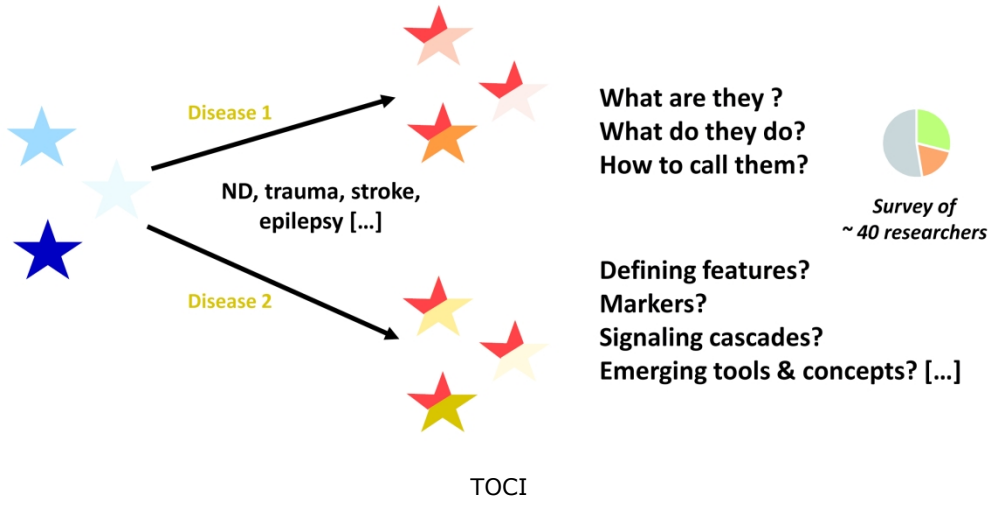 Disease 1
ND, trauma, stroke,
epilepsy [...]
Disease 2
What are they ?
What do they do?
How to call them?
Survey of
~ 40 researchers
Defining features?
Markers?
Signaling cascades?
Emerging tools & concepts? [...]
TOCI